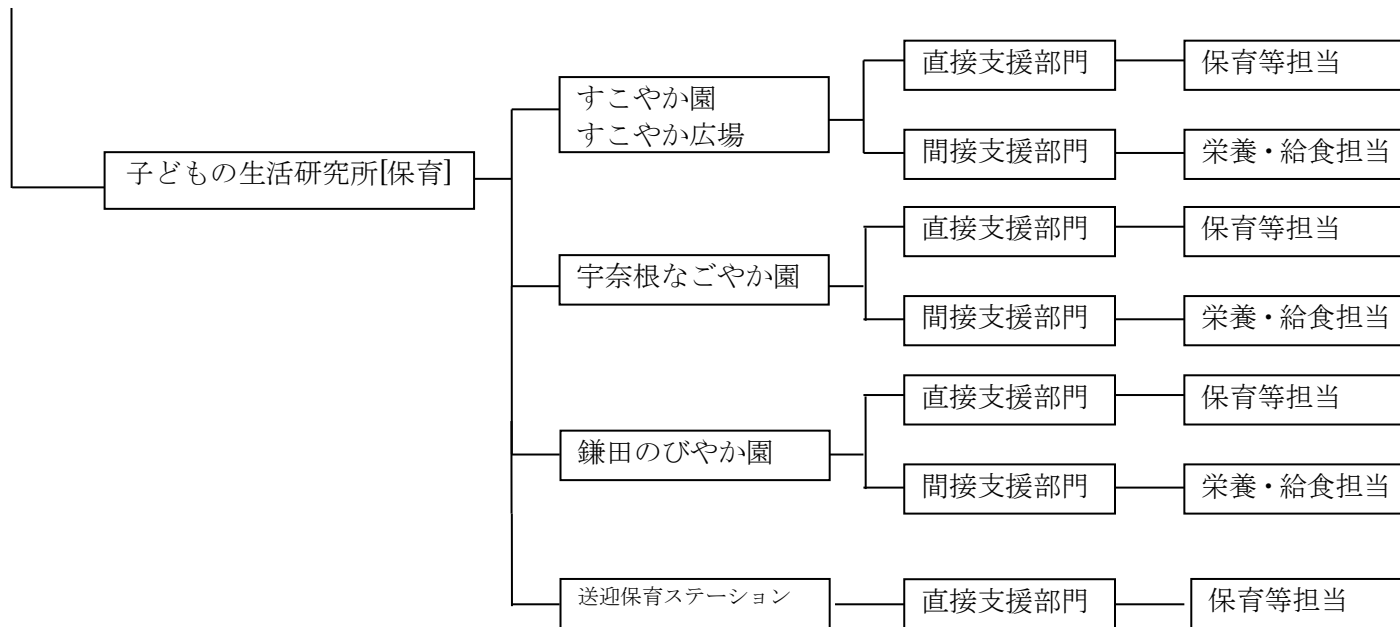 子どもの生活研究所[保育]
すこやか園
すこやか広場
直接支援部門
保育等担当
間接支援部門
栄養・給食担当
宇奈根なごやか園
直接支援部門
保育等担当
間接支援部門
栄養・給食担当
鎌田のびやか園
直接支援部門
保育等担当
間接支援部門
栄養・給食担当
送迎保育ステーション
直接支援部門
保育等担当